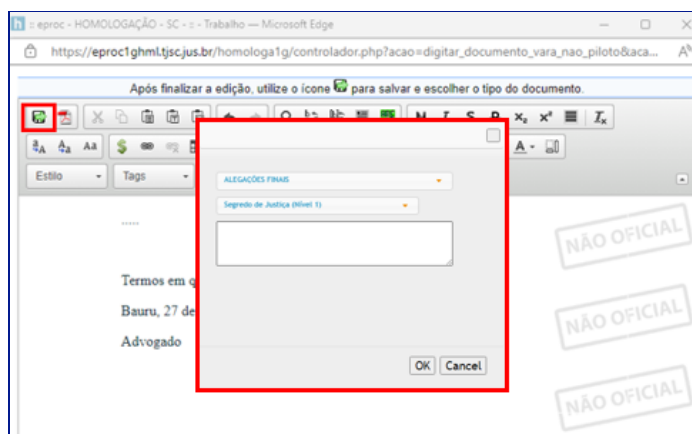 :: eproc - HOMOLOGAÇÃO - SC - :: - Trabalho — Microsoft Edge
https://eproc1ghml.tjsc.jus.br/homologa1g/controlador.php?acao=digitar_documento_vara_nao_piloto&aca...
Após finalizar a edição, utilize o ícone para salvar e escolher o tipo do documento.
Estilo Tags
ALEGAÇÕES FINAIS
Segredo de Justiça (Nível 1)
.....
NÃO OFICIAL
Termos em q
Bauru, 27 de
NÃO OFICIAL
Advogado
OK Cancel
NÃO OFICIAL